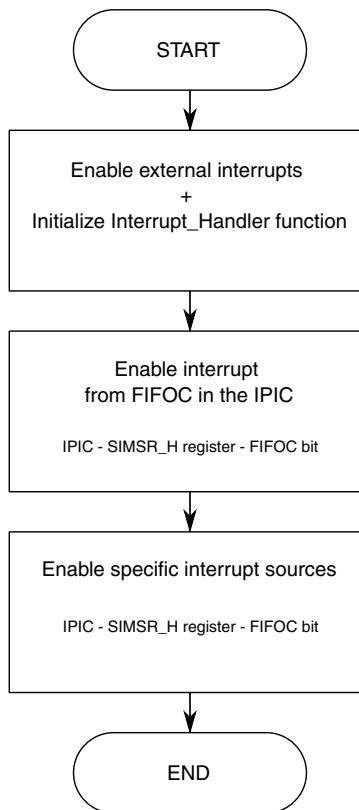 START
Enable external interrupts
+
Initialize Interrupt_Handler function
Enable interrupt
from FIFOC in the IPIC
IPIC - SIMSR_H register - FIFOC bit
Enable specific interrupt sources
IPIC - SIMSR_H register - FIFOC bit
END